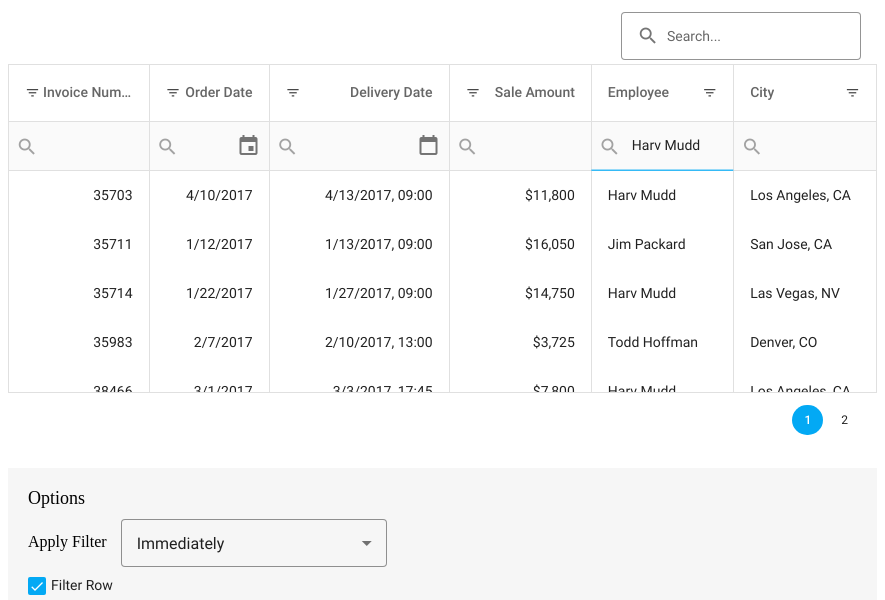 Search...
Invoice Num... Order Date Delivery Date Sale Amount Employee City
Harv Mudd
35703 4/10/2017 4/13/2017, 09:00 $11,800 Harv Mudd Los Angeles, CA
35711 1/12/2017 1/13/2017, 09:00 $16,050 Jim Packard San Jose, CA
35714 1/22/2017 1/27/2017, 09:00 $14,750 Harv Mudd Las Vegas, NV
35983 2/7/2017 2/10/2017, 13:00 $3,725 Todd Hoffman Denver, CO
38466 3/1/2017 3/3/2017, 17:45 $7,800 Harv Mudd Los Angeles, CA
1 2
Options
Apply Filter Immediately
Filter Row